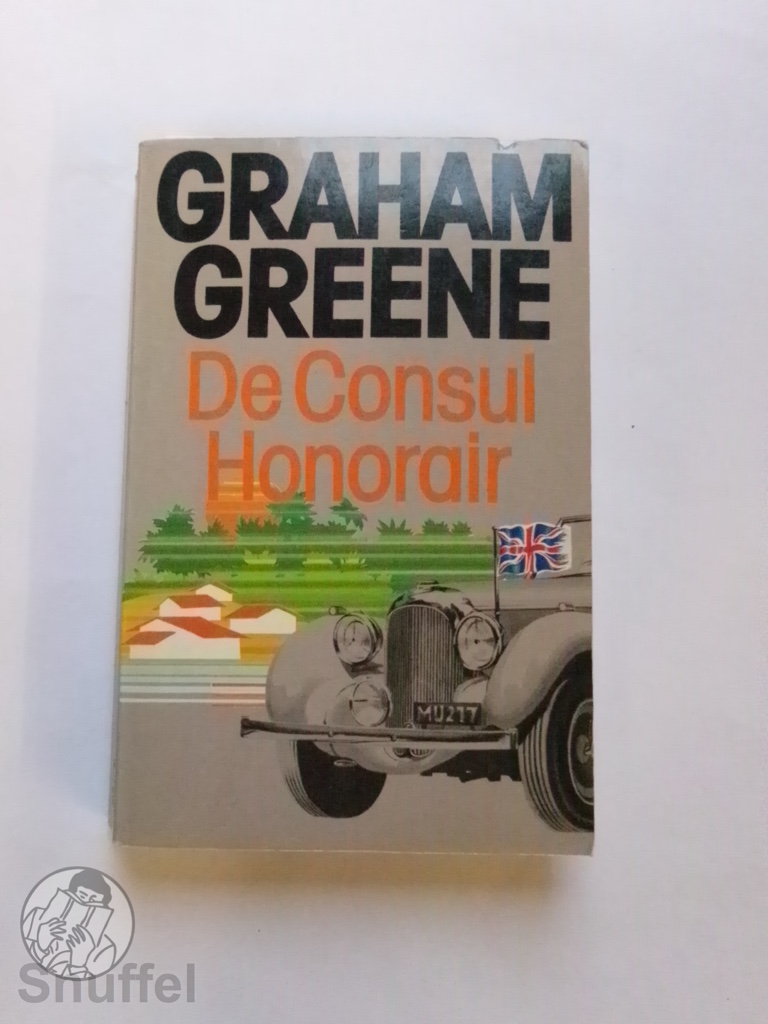 GRAHAM
GREENE
De Consul
Honorair
MU277
Snuffel